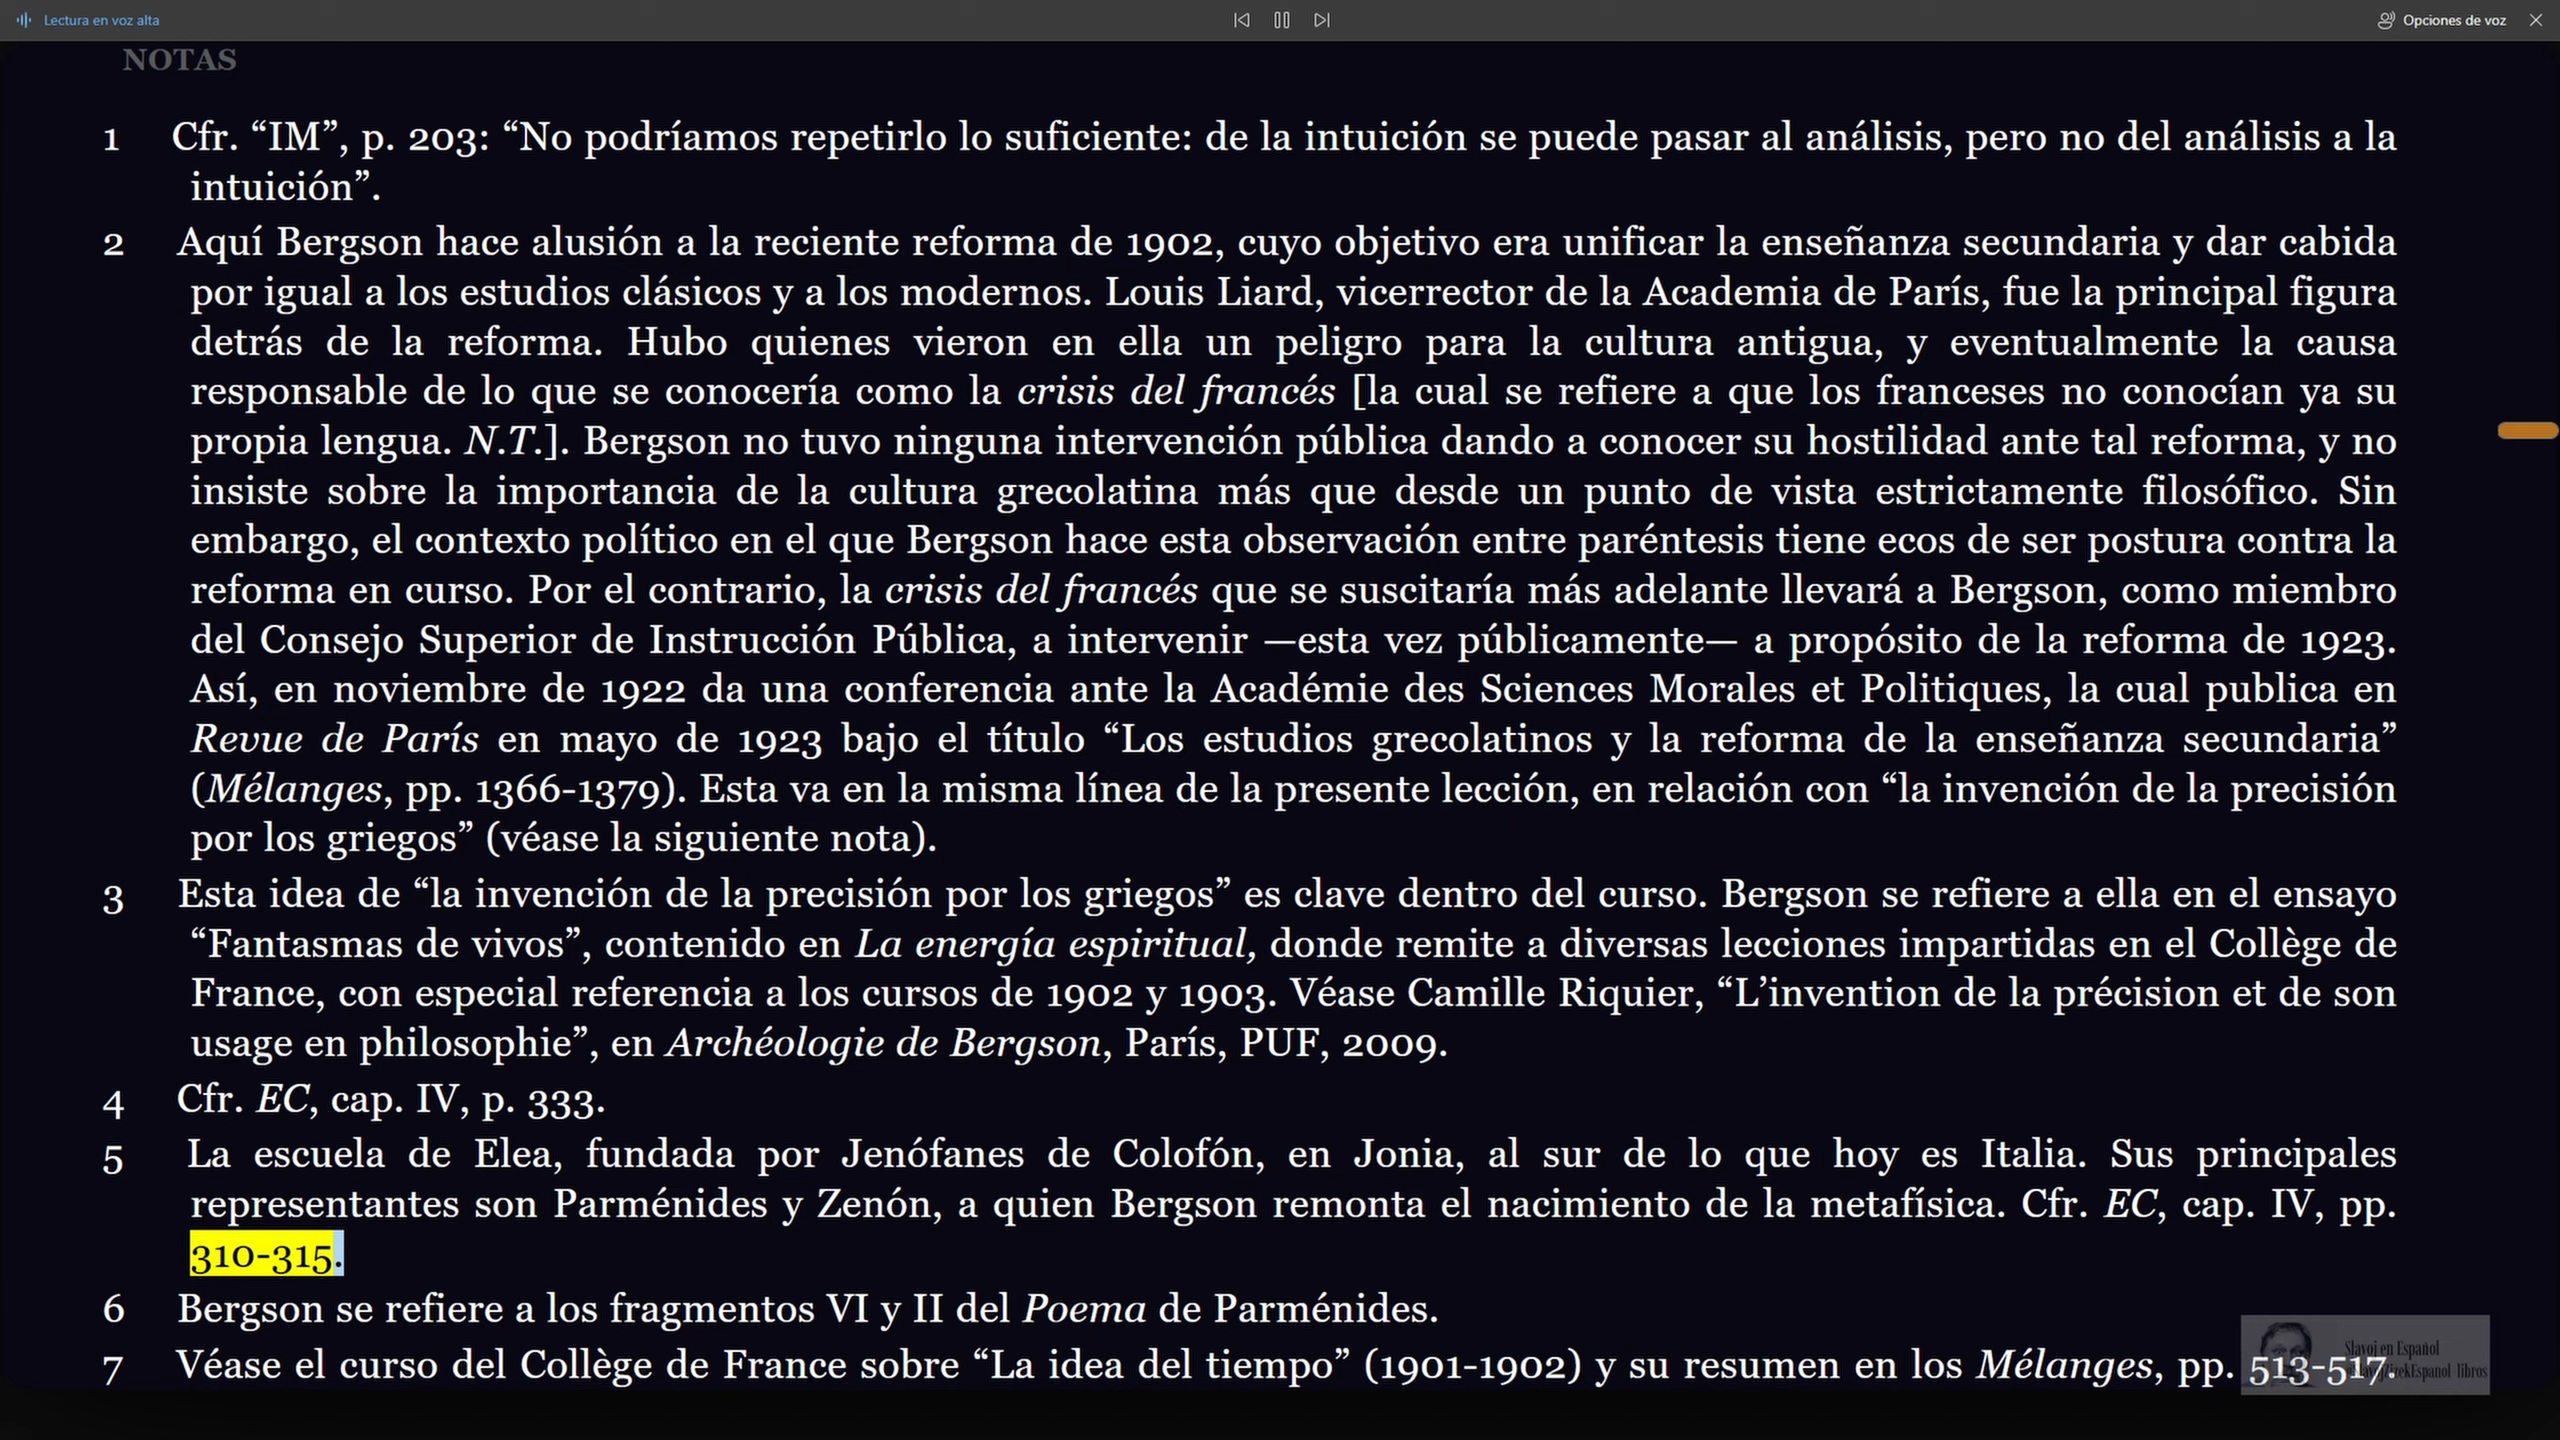 Lectura en voz alta
Opciones de voz
NOTAS
1 Cfr. “IM”, p. 203: “No podríamos repetirlo lo suficiente: de la intuición se puede pasar al análisis, pero no del análisis a la
intuición”.
2 Aquí Bergson hace alusión a la reciente reforma de 1902, cuyo objetivo era unificar la enseñanza secundaria y dar cabida
por igual a los estudios clásicos y a los modernos. Louis Liard, vicerrector de la Academia de París, fue la principal figura
detrás de la reforma. Hubo quienes vieron en ella un peligro para la cultura antigua, y eventualmente la causa
responsable de lo que se conocería como la crisis del francés [la cual se refiere a que los franceses no conocían ya su
propia lengua. N.T.]. Bergson no tuvo ninguna intervención pública dando a conocer su hostilidad ante tal reforma, y no
insiste sobre la importancia de la cultura grecolatina más que desde un punto de vista estrictamente filosófico. Sin
embargo, el contexto político en el que Bergson hace esta observación entre paréntesis tiene ecos de ser postura contra la
reforma en curso. Por el contrario, la crisis del francés que se suscitaría más adelante llevará a Bergson, como miembro
del Consejo Superior de Instrucción Pública, a intervenir —esta vez públicamente— a propósito de la reforma de 1923.
Así, en noviembre de 1922 da una conferencia ante la Académie des Sciences Morales et Politiques, la cual publica en
Revue de París en mayo de 1923 bajo el título “Los estudios grecolatinos y la reforma de la enseñanza secundaria”
(Mélanges, pp. 1366-1379). Esta va en la misma línea de la presente lección, en relación con “la invención de la precisión
por los griegos” (véase la siguiente nota).
3 Esta idea de “la invención de la precisión por los griegos” es clave dentro del curso. Bergson se refiere a ella en el ensayo
“Fantasmas de vivos”, contenido en La energía espiritual, donde remite a diversas lecciones impartidas en el Collège de
France, con especial referencia a los cursos de 1902 y 1903. Véase Camille Riquier, “L’invention de la précision et de son
usage en philosophie”, en Archéologie de Bergson, París, PUF, 2009.
4 Cfr. EC, cap. IV, p. 333.
5 La escuela de Elea, fundada por Jenófanes de Colofón, en Jonia, al sur de lo que hoy es Italia. Sus principales
representantes son Parménides y Zenón, a quien Bergson remonta el nacimiento de la metafísica. Cfr. EC, cap. IV, pp.
310-315.
6 Bergson se refiere a los fragmentos VI y II del Poema de Parménides.
7 Véase el curso del Collège de France sobre “La idea del tiempo” (1901-1902) y su resumen en los Mélanges, pp. 513-517.
Slavoj en Español